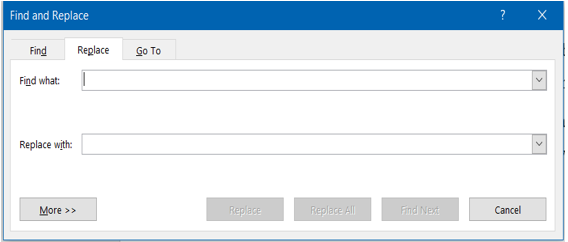 Find and Replace ?
Find Replace Go To
Find what:
Replace with:
More >> Replace Replace All Find Next Cancel